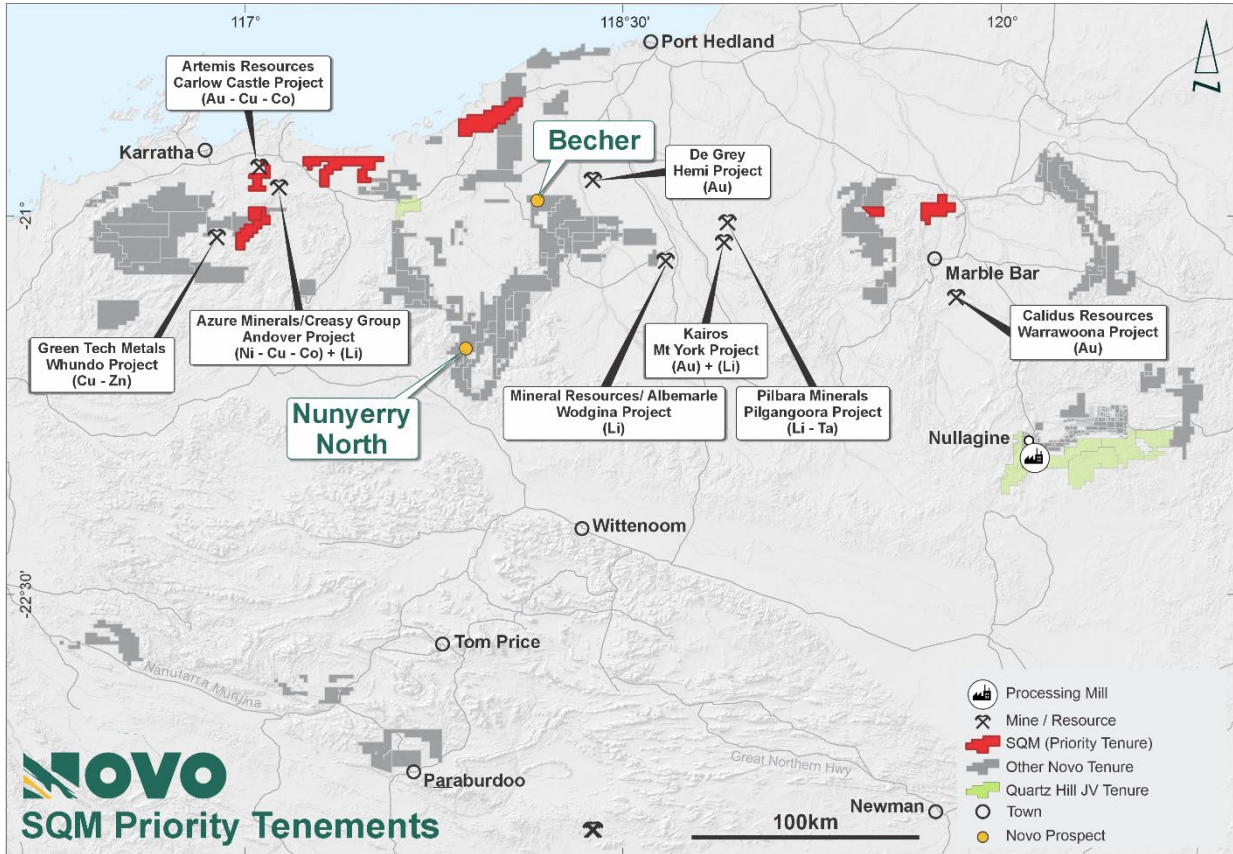 117°
118°30'
120°
Port Hedland
Artemis Resources
Carlow Castle Project
(Au - Cu - Co)
Z
Karratha
Becher
De Grey
Hemi Project
(Au)
-21°
Marble Bar
Green Tech Metals
Whundo Project
(Cu - Zn)
Azure Minerals/Creasy Group
Andover Project
(Ni - Cu - Co) + (Li)
Kairos
Mt York Project
(Au) + (Li)
Calidus Resources
Warrawoona Project
(Au)
Nunyerry
North
Mineral Resources/ Albemarle
Wodgina Project
(Li)
Pilbara Minerals
Pilgangoora Project
(Li - Ta)
Nullagine
Wittenoom
-22°30'
Tom Price
Nanutarra Munjina
Paraburdoo
Great Northern Hwy
Newman
100km
Processing Mill
Mine / Resource
SQM (Priority Tenure)
Other Novo Tenure
Quartz Hill JV Tenure
Town
Novo Prospect
NOVO
SQM Priority Tenements